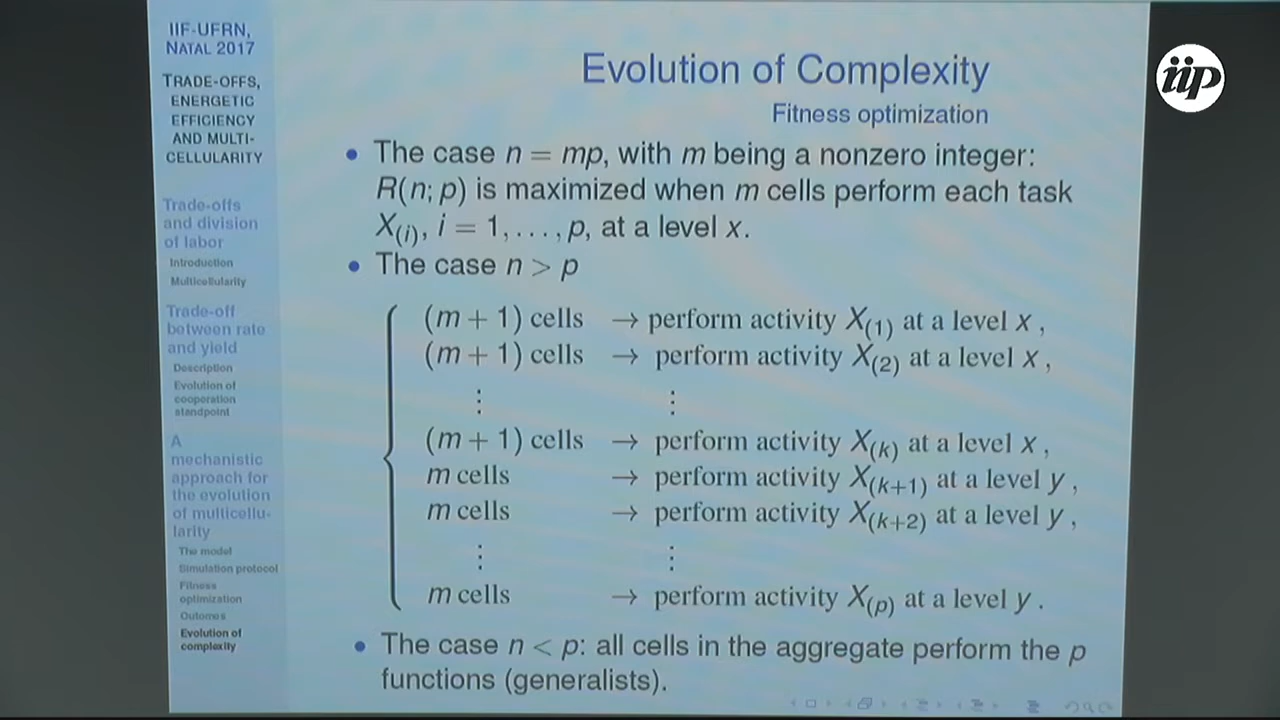 IIF-UFRN,
NATAL 2017
TRADE-OFFS,
ENERGETIC
EFFICIENCY
AND MULTI-
CELLULARITY
Trade-offs
and division
of labor
Introduction
Multicellularity
Trade-off
between rate
and yield
Description
Evolution of
cooperation
standpoint
A
mechanistic
approach for
the evolution
of multicellu-
larity
The model
Simulation protocol
Fitness
optimization
Outcomes
Evolution of
complexity
Evolution of Complexity
Fitness optimization
• The case n = mp, with m being a nonzero integer:
R(n; p) is maximized when m cells perform each task
X(i), i = 1, . . . , p, at a level x.
• The case n > p
(m + 1) cells → perform activity X(1) at a level x ,
(m + 1) cells → perform activity X(2) at a level x ,
⋮ ⋮
(m + 1) cells → perform activity X(k) at a level x ,
m cells → perform activity X(k+1) at a level y ,
m cells → perform activity X(k+2) at a level y ,
⋮ ⋮
m cells → perform activity X(p) at a level y .
• The case n < p: all cells in the aggregate perform the p
functions (generalists).
iip